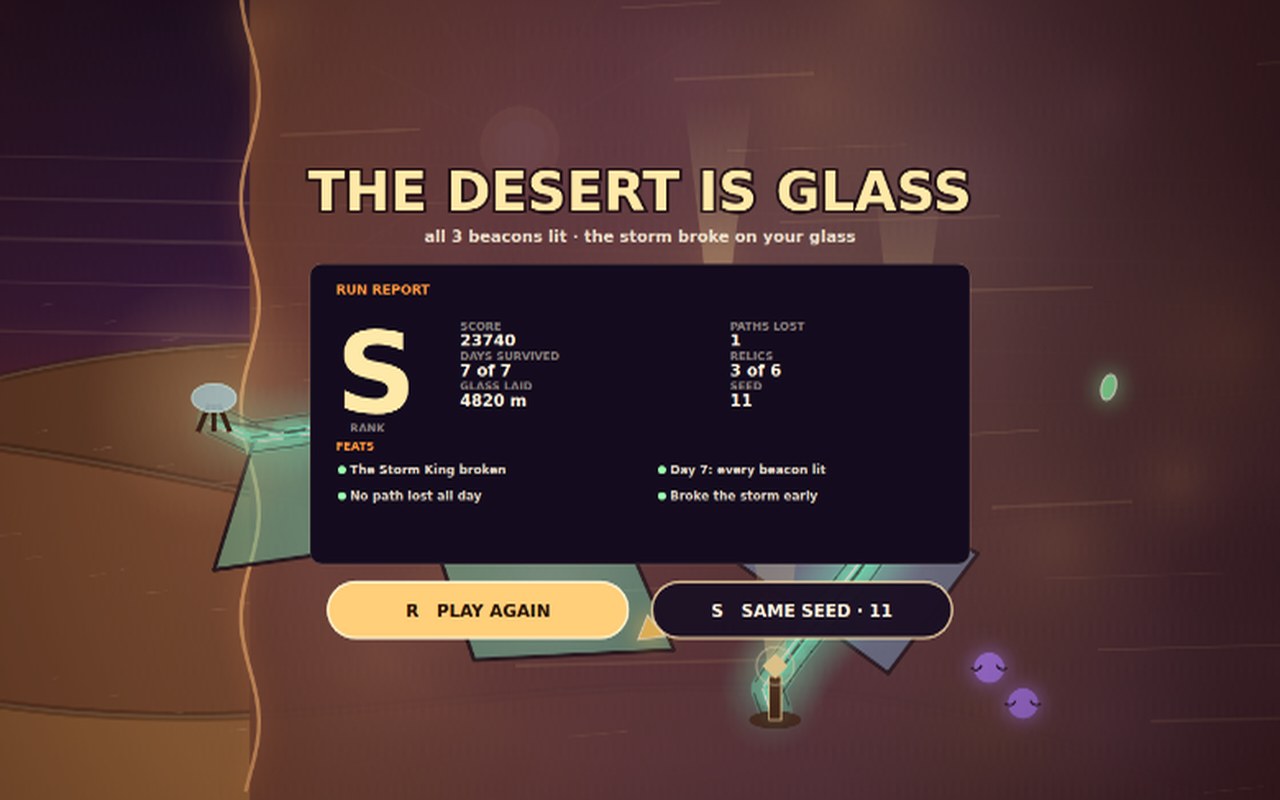 THE DESERT IS GLASS
all 3 beacons lit · the storm broke on your glass
RUN REPORT
S
RANK
SCORE
23740
DAYS SURVIVED
7 of 7
GLASS LAID
4820 m
PATHS LOST
1
RELICS
3 of 6
SEED
11
FEATS
The Storm King broken
Day 7: every beacon lit
No path lost all day
Broke the storm early
R PLAY AGAIN
S SAME SEED · 11